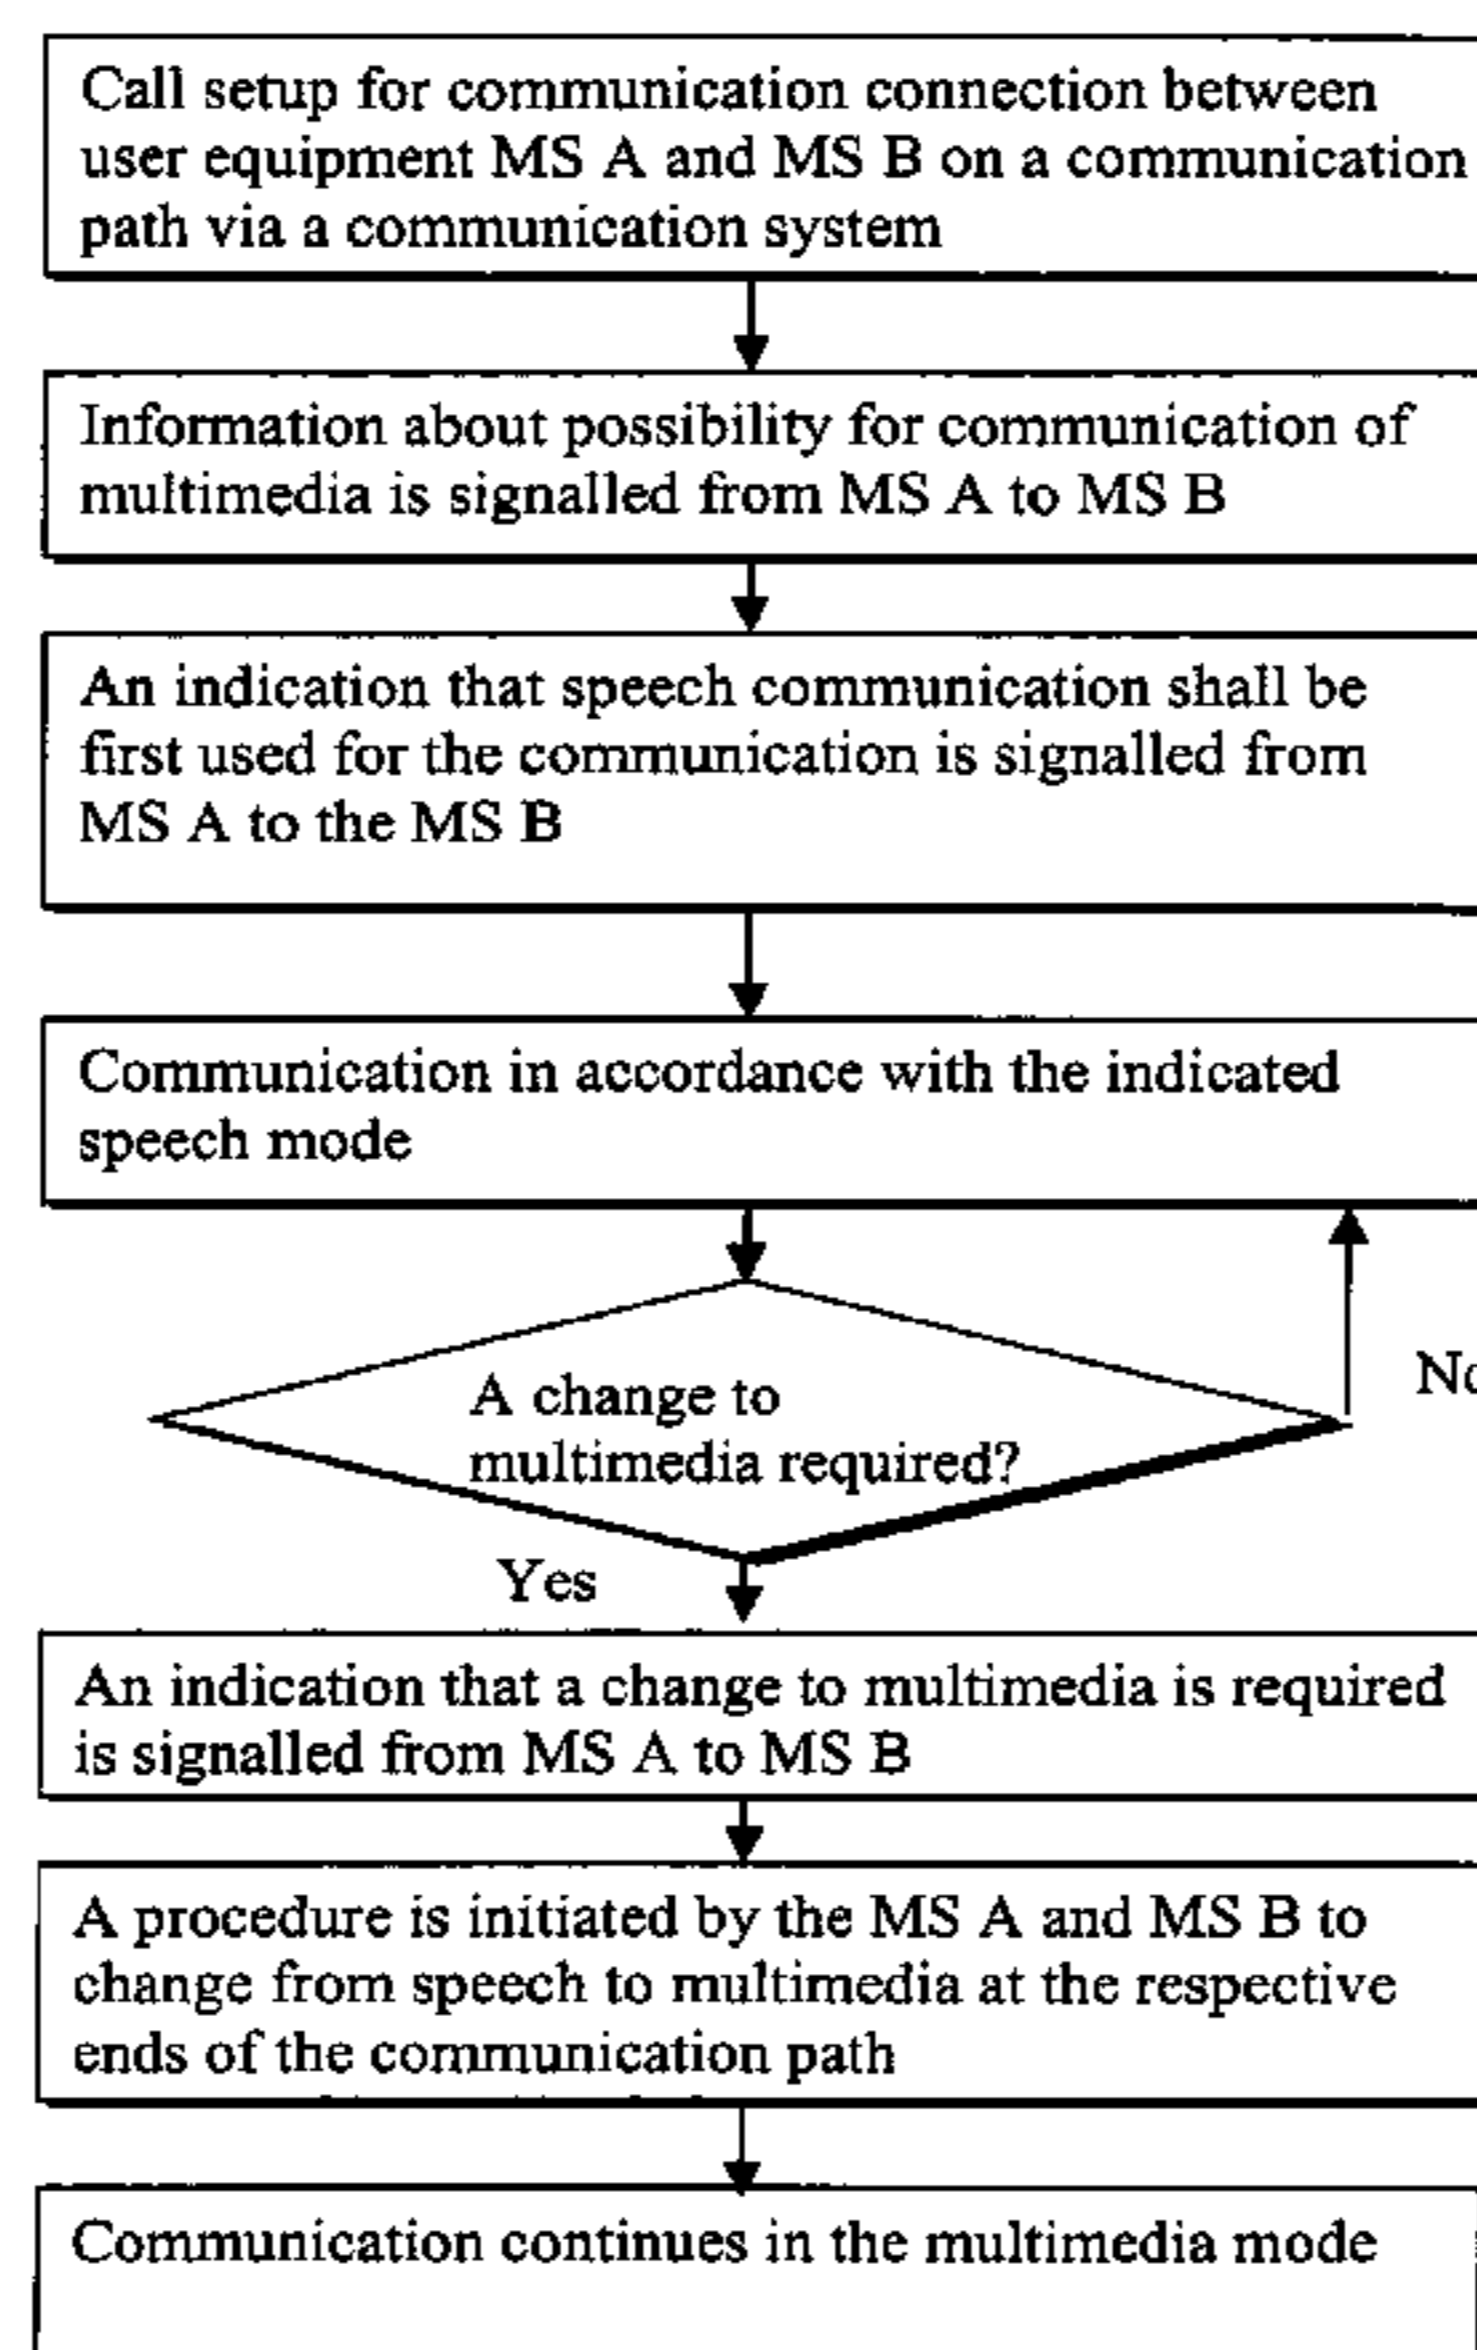 Call setup for communication connection between
user equipment MS A and MS B on a communication
path via a communication system
Information about possibility for communication of
multimedia is signalled from MS A to MS B
An indication that speech communication shall be
first used for the communication is signalled from
MS A to the MS B
Communication in accordance with the indicated
speech mode
No
A change to
multimedia required?
Yes
An indication that a change to multimedia is required
is signalled from MS A to MS B
A procedure is initiated by the MS A and MS B to
change from speech to multimedia at the respective
ends of the communication path
Communication continues in the multimedia mode